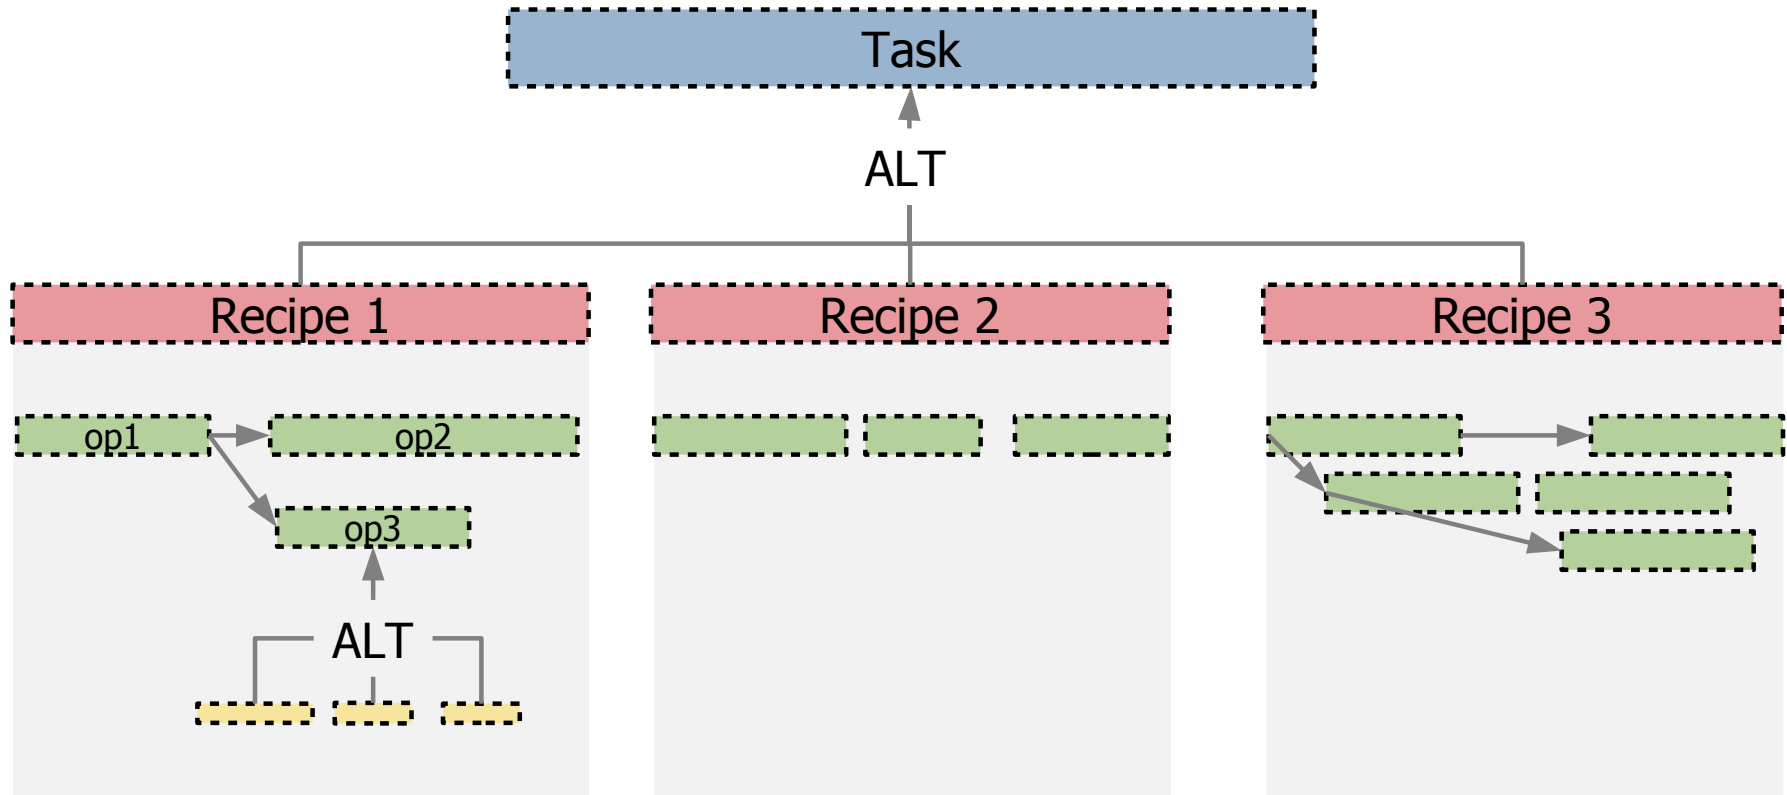 Task
ALT
Recipe 1
Recipe 2
Recipe 3
op1
op2
op3
ALT